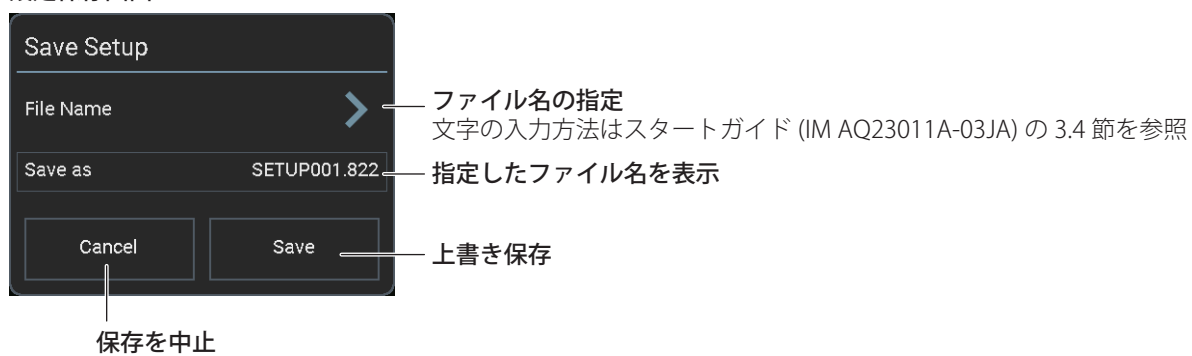 Save Setup
File Name
ファイル名の指定
文字の入力方法はスタートガイド (IM AQ23011A-03JA) の 3.4 節を参照
Save as SETUP001.822
指定したファイル名を表示
Cancel Save
上書き保存
保存を中止